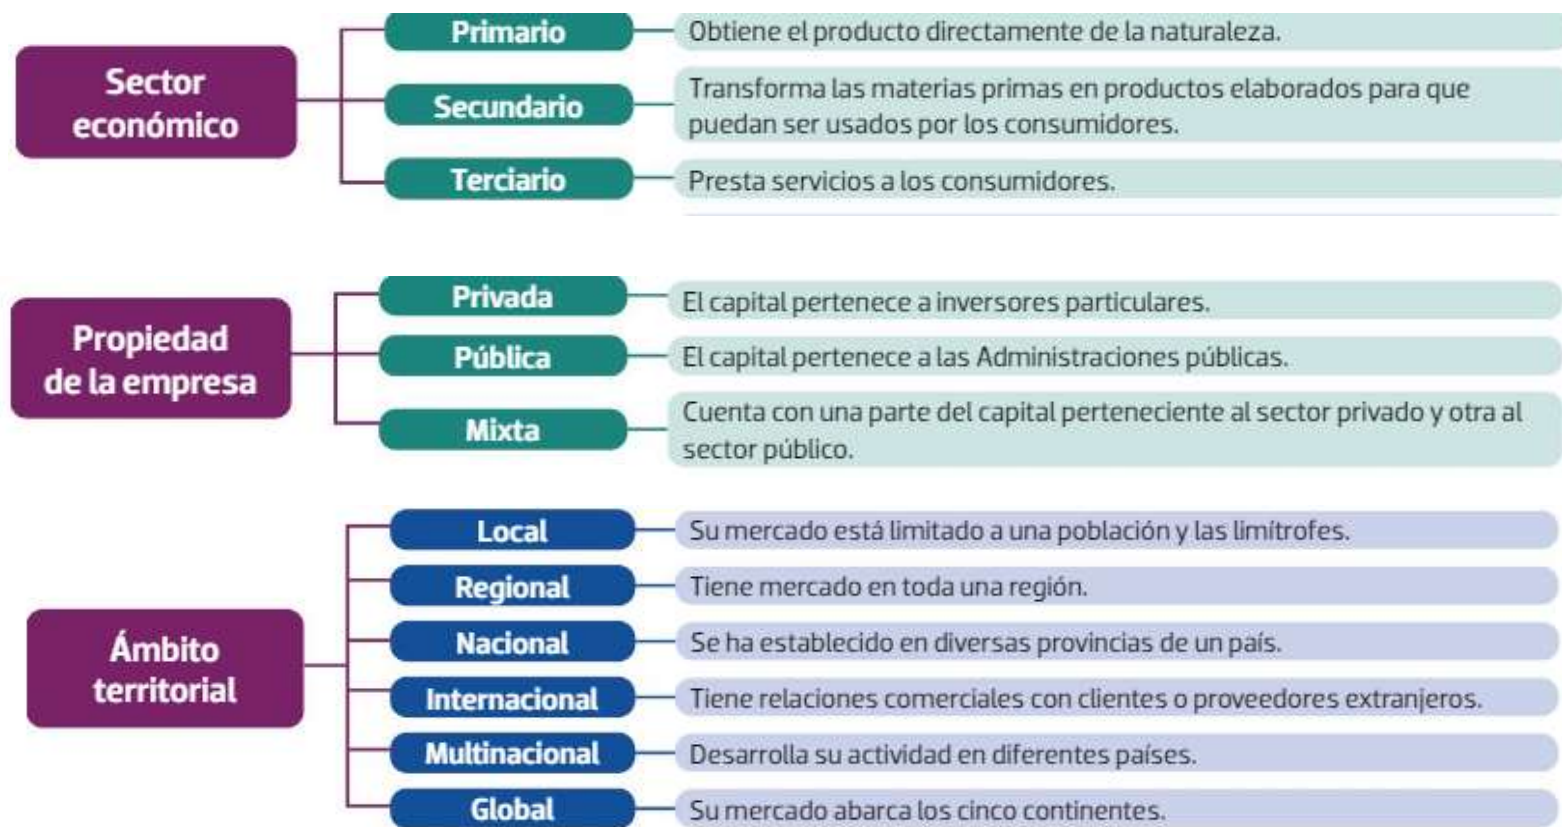 Sector
económico
Primario
Obtiene el producto directamente de la naturaleza.
Secundario
Transforma las materias primas en productos elaborados para que
puedan ser usados por los consumidores.
Terciario
Presta servicios a los consumidores.
Propiedad
de la empresa
Privada
El capital pertenece a inversores particulares.
Pública
El capital pertenece a las Administraciones públicas.
Mixta
Cuenta con una parte del capital perteneciente al sector privado y otra al
sector público.
Ámbito
territorial
Local
Su mercado está limitado a una población y las limítrofes.
Regional
Tiene mercado en toda una región.
Nacional
Se ha establecido en diversas provincias de un país.
Internacional
Tiene relaciones comerciales con clientes o proveedores extranjeros.
Multinacional
Desarrolla su actividad en diferentes países.
Global
Su mercado abarca los cinco continentes.